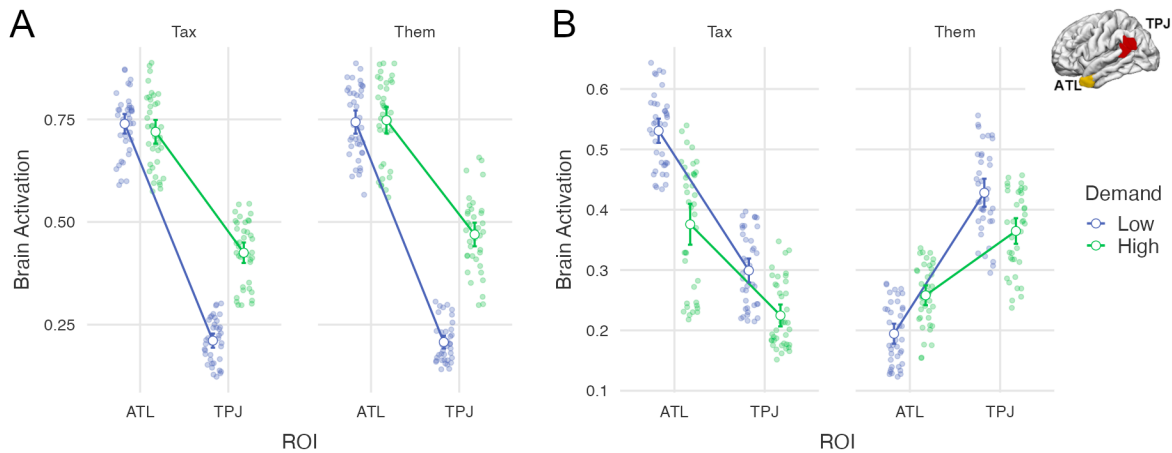 A
Tax
Them
Brain Activation
0.75
0.50
0.25
ATL
TPJ
ATL
TPJ
ROI
B
Tax
Them
Brain Activation
0.6
0.5
0.4
0.3
0.2
0.1
ATL
TPJ
ATL
TPJ
ROI
TPJ
ATL
Demand
Low
High